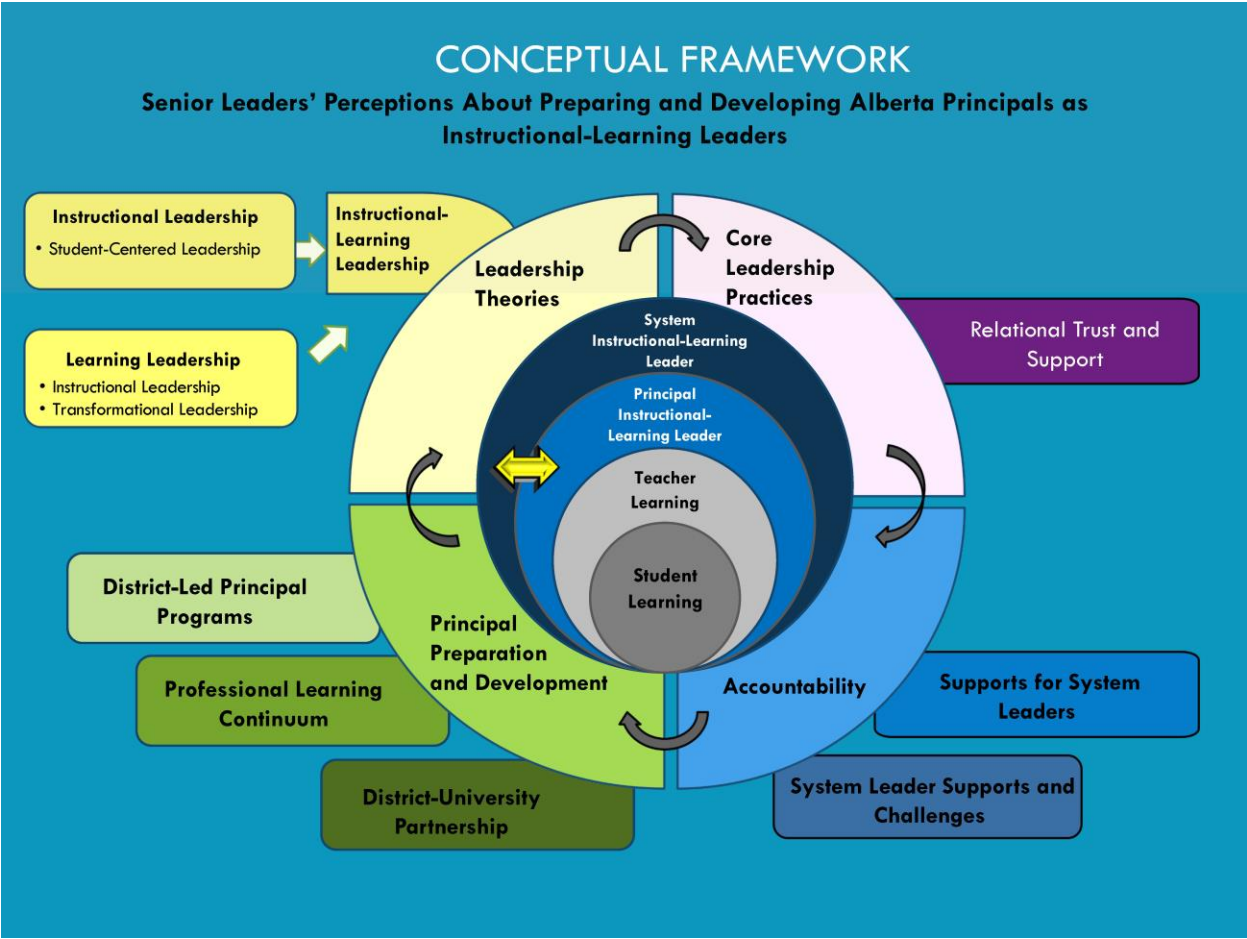 CONCEPTUAL FRAMEWORK
Senior Leaders’ Perceptions About Preparing and Developing Alberta Principals as
Instructional-Learning Leaders
Instructional Leadership
• Student-Centered Leadership
Instructional-
Learning
Leadership
Learning Leadership
• Instructional Leadership
• Transformational Leadership
Leadership
Theories
Core
Leadership
Practices
Relational Trust and
Support
System
Instructional-Learning
Leader
Principal
Instructional-
Learning Leader
Teacher
Learning
Student
Learning
District-Led Principal
Programs
Professional Learning
Continuum
District-University
Partnership
Principal
Preparation
and Development
Accountability
Supports for System
Leaders
System Leader Supports and
Challenges